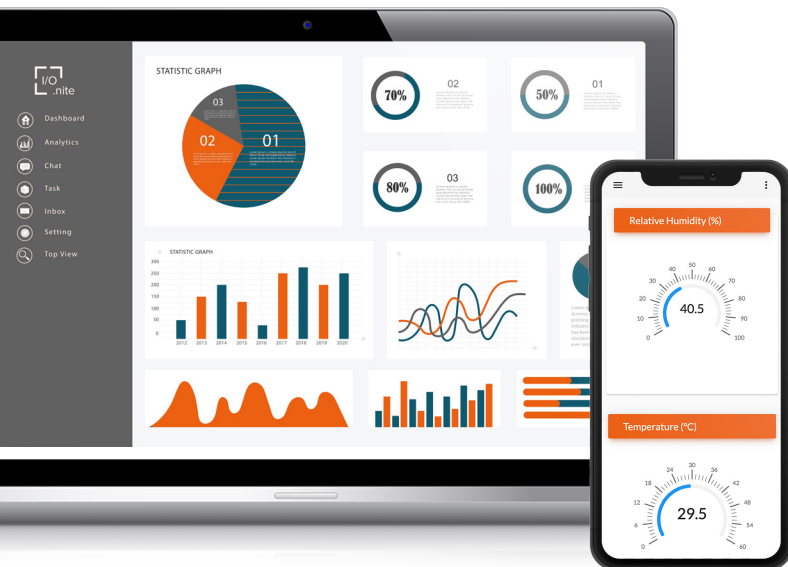 I/O
.nite
Dashboard
Analytics
Chat
Task
Inbox
Setting
Top View
STATISTIC GRAPH
03
02
01
70%
02
50%
01
80%
03
100%
STATISTIC GRAPH
300
250
200
150
100
50
0
2012 2013 2014 2015 2016 2017 2018 2019 2020
Relative Humidity (%)
0 10 20 30 40 50 60 70 80 90 100
40.5
Temperature (°C)
0 6 12 18 24 30 36 42 48 54 60
29.5